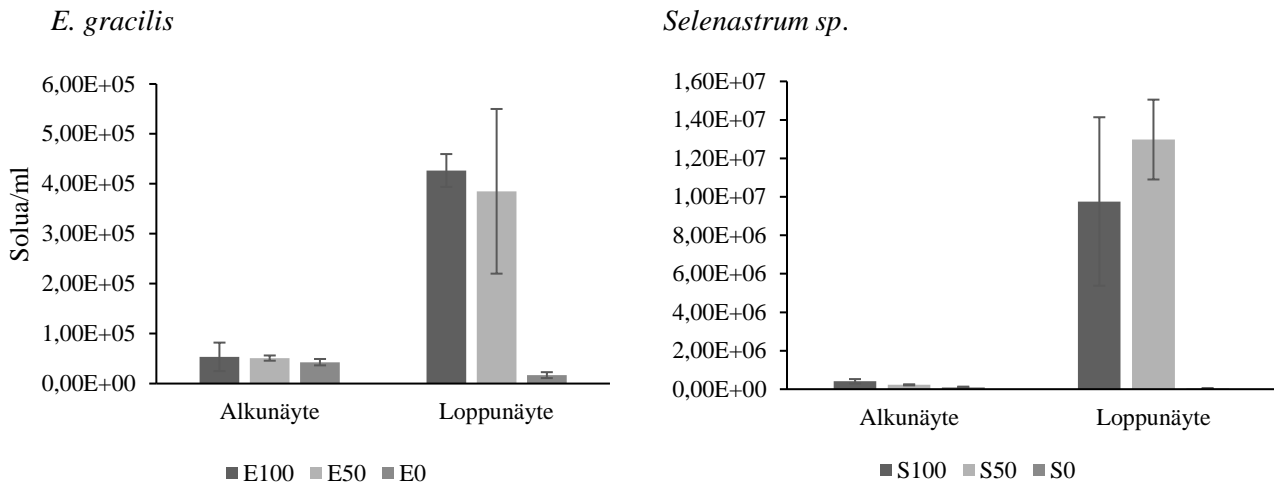 E. gracilis
Solua/ml
6,00E+05
5,00E+05
4,00E+05
3,00E+05
2,00E+05
1,00E+05
0,00E+00
Alkunäyte Loppunäyte
E100 E50 E0
Selenastrum sp.
1,60E+07
1,40E+07
1,20E+07
1,00E+07
8,00E+06
6,00E+06
4,00E+06
2,00E+06
0,00E+00
Alkunäyte Loppunäyte
S100 S50 S0